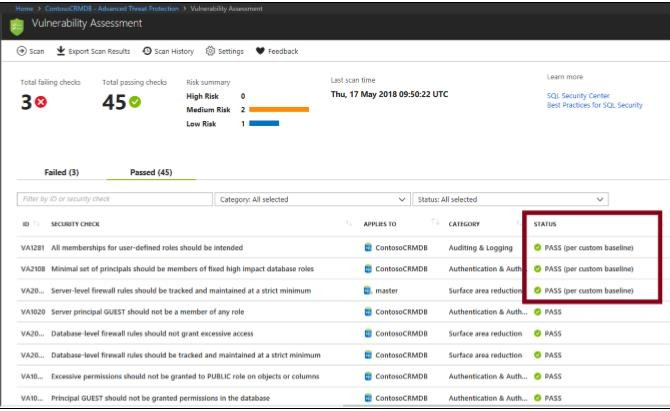 Home > ContosoCRMDB - Advanced Threat Protection > Vulnerability Assessment
Vulnerability Assessment
Scan Export Scan Results Scan History Settings Feedback
Total failing checks Total passing checks Risk summary Last scan time Learn more
3 45 High Risk 0 Thu, 17 May 2018 09:50:22 UTC SQL Security Center
Medium Risk 2 Best Practices for SQL Security
Low Risk 1
Failed (3) Passed (45)
Filter by ID or security check Category: All selected Status: All selected
ID SECURITY CHECK APPLIES TO CATEGORY STATUS
VA1281 All memberships for user-defined roles should be intended ContosoCRMDB Auditing & Logging PASS (per custom baseline)
VA2108 Minimal set of principals should be members of fixed high impact database roles ContosoCRMDB Authentication & Auth... PASS (per custom baseline)
VA20... Server-level firewall rules should be tracked and maintained at a strict minimum master Surface area reduction PASS (per custom baseline)
VA1020 Server principal GUEST should not be a member of any role ContosoCRMDB Authentication & Auth... PASS
VA20... Database-level firewall rules should not grant excessive access ContosoCRMDB Surface area reduction PASS
VA20... Database-level firewall rules should be tracked and maintained at a strict minimum ContosoCRMDB Surface area reduction PASS
VA10... Excessive permissions should not be granted to PUBLIC role on objects or columns ContosoCRMDB Authentication & Auth... PASS
VA10... Principal GUEST should not be granted permissions in the database ContosoCRMDB Authentication & Auth... PASS